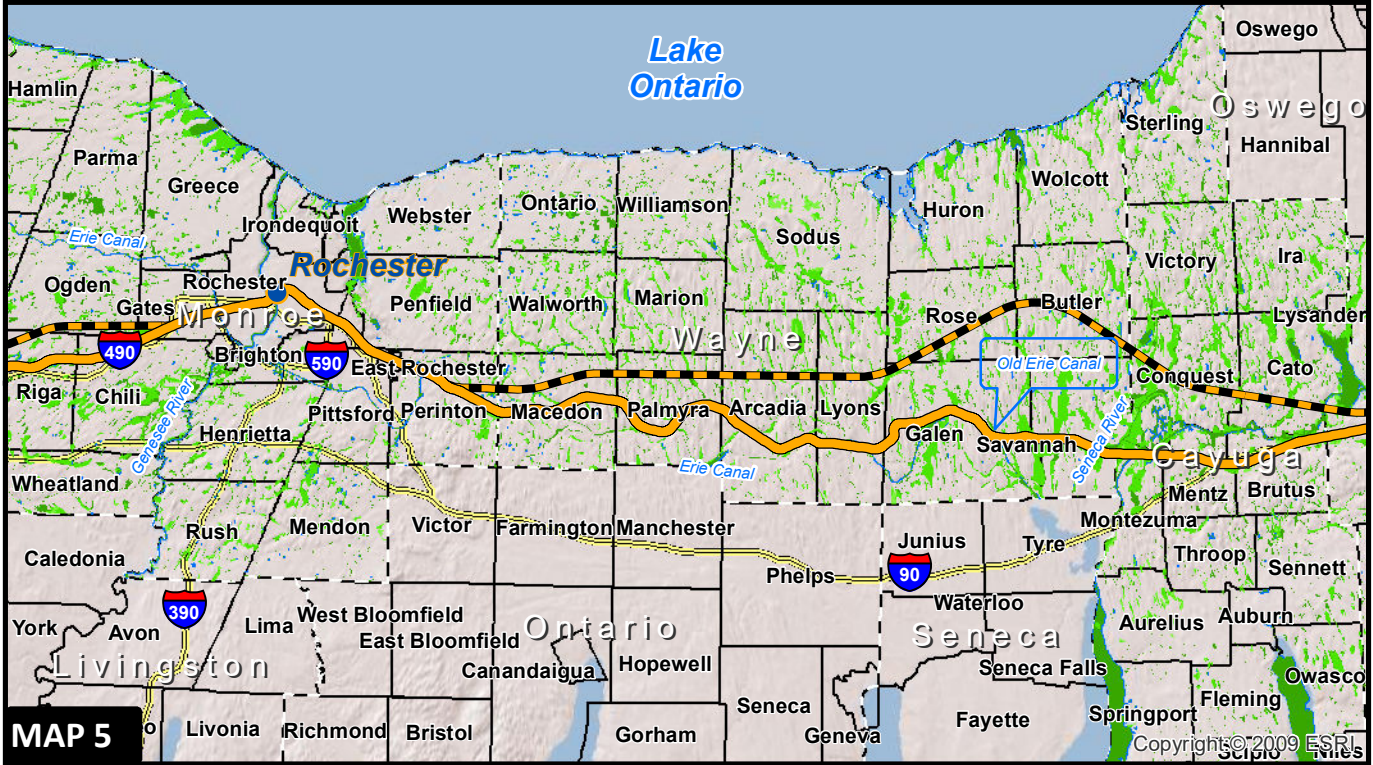 Oswego
Lake
Ontario
Hamlin
Oswego
Sterling
Hannibal
Parma
Greece
Wolcott
Ontario
Williamson
Webster
Huron
Irondequoit
Sodus
Erie Canal
Victory
Ira
Rochester
Ogden
Rochester
Gates
Penfield
Walworth
Marion
Butler
Rose
Monroe
Lysander
Wayne
490
Brighton
590
East Rochester
Old Erie Canal
Conquest
Cato
Riga
Chili
Pittsford
Perinton
Macedon
Palmyra
Arcadia
Lyons
Genesee River
Henrietta
Galen
Savannah
Seneca River
Cayuga
Erie Canal
Wheatland
Mentz
Brutus
Rush
Mendon
Victor
Farmington
Manchester
Montezuma
Junius
Tyre
Caledonia
Throop
Sennett
Phelps
90
390
Waterloo
York
Avon
Lima
West Bloomfield
East Bloomfield
Ontario
Seneca
Aurelius
Auburn
Livingston
Canandaigua
Hopewell
Seneca Falls
Owasco
Fleming
Seneca
Springport
Fayette
MAP 5
o
Livonia
Richmond
Bristol
Gorham
Geneva
Copyright:© 2009 ESRI
Scipio
Niles